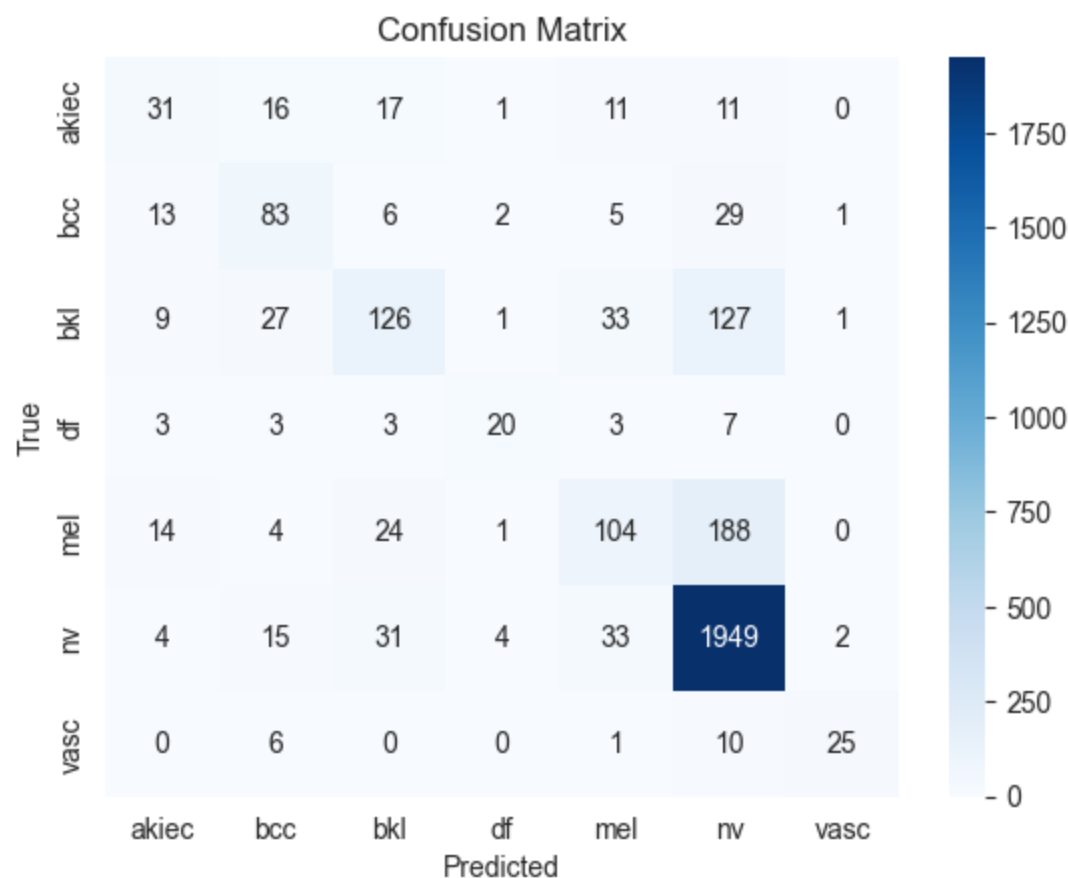 Confusion Matrix
akiec 31 16 17 1 11 11 0
bcc 13 83 6 2 5 29 1
bkl 9 27 126 1 33 127 1
df 3 3 3 20 3 7 0
mel 14 4 24 1 104 188 0
nv 4 15 31 4 33 1949 2
vasc 0 6 0 0 1 10 25
True
akiec bcc bkl df mel nv vasc
Predicted
1750
1500
1250
1000
750
500
250
0